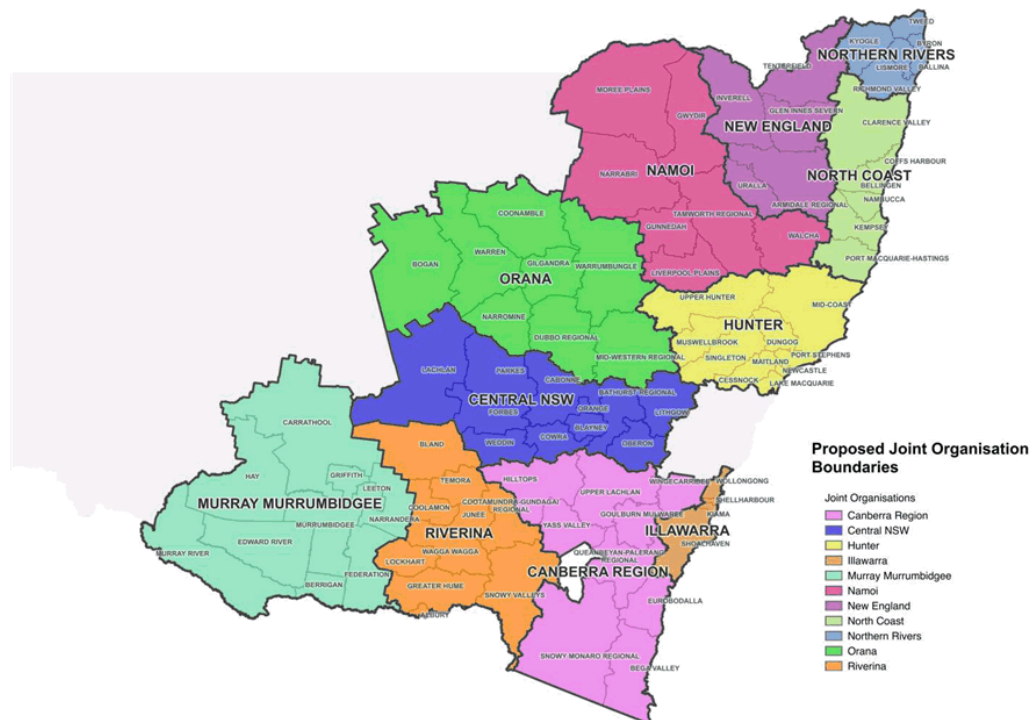 TWEED
KYOGLE
BYRON
NORTHERN RIVERS
TENTERFIELD
LISMORE
BALLINA
MOREE PLAINS
RICHMOND VALLEY
INVERELL
GWYDIR
GLEN INNES SEVERN
CLARENCE VALLEY
NEW ENGLAND
COFFS HARBOUR
NARRABRI
NAMOI
NORTH COAST
URALLA
BELLINGEN
NAMBUCCA
ARMIDALE REGIONAL
COONAMBLE
TAMWORTH REGIONAL
GUNNEDAH
KEMPSEY
WALCHA
WARREN
BOGAN
GILGANDRA
WARRUMBUNGLE
PORT MACQUARIE-HASTINGS
LIVERPOOL PLAINS
ORANA
UPPER HUNTER
MID-COAST
NARROMINE
HUNTER
DUBBO REGIONAL
MUSWELLBROOK
DUNGOG
MID-WESTERN REGIONAL
SINGLETON
MAITLAND
PORT STEPHENS
LACHLAN
PARKES
NEWCASTLE
CABONNE
CESSNOCK
LAKE MACQUARIE
BATHURST REGIONAL
CENTRAL NSW
FORBES
ORANGE
LITHGOW
CARRATHOOL
BLAYNEY
WEDDIN
COWRA
OBERON
BLAND
HAY
GRIFFITH
TEMORA
HILLTOPS
WINGECARRIBEE
WOLLONGONG
LEETON
UPPER LACHLAN
SHELLHARBOUR
MURRAY MURRUMBIDGEE
COOLAMON
COOTAMUNDRA-GUNDAGAI
REGIONAL
JUNEE
KIAMA
NARRANDERA
GOULBURN MULWAREE
MURRUMBIDGEE
YASS VALLEY
RIVERINA
ILLAWARRA
EDWARD RIVER
SHOALHAVEN
MURRAY RIVER
WAGGA WAGGA
QUEANBEYAN-PALERANG
REGIONAL
LOCKHART
CANBERRA REGION
FEDERATION
BERRIGAN
GREATER HUME
SNOWY VALLEYS
EUROBODALLA
ALBURY
SNOWY-MONARO REGIONAL
BEGA VALLEY
Proposed Joint Organisation
Boundaries
Joint Organisations
Canberra Region
Central NSW
Hunter
Illawarra
Murray Murrumbidgee
Namoi
New England
North Coast
Northern Rivers
Orana
Riverina